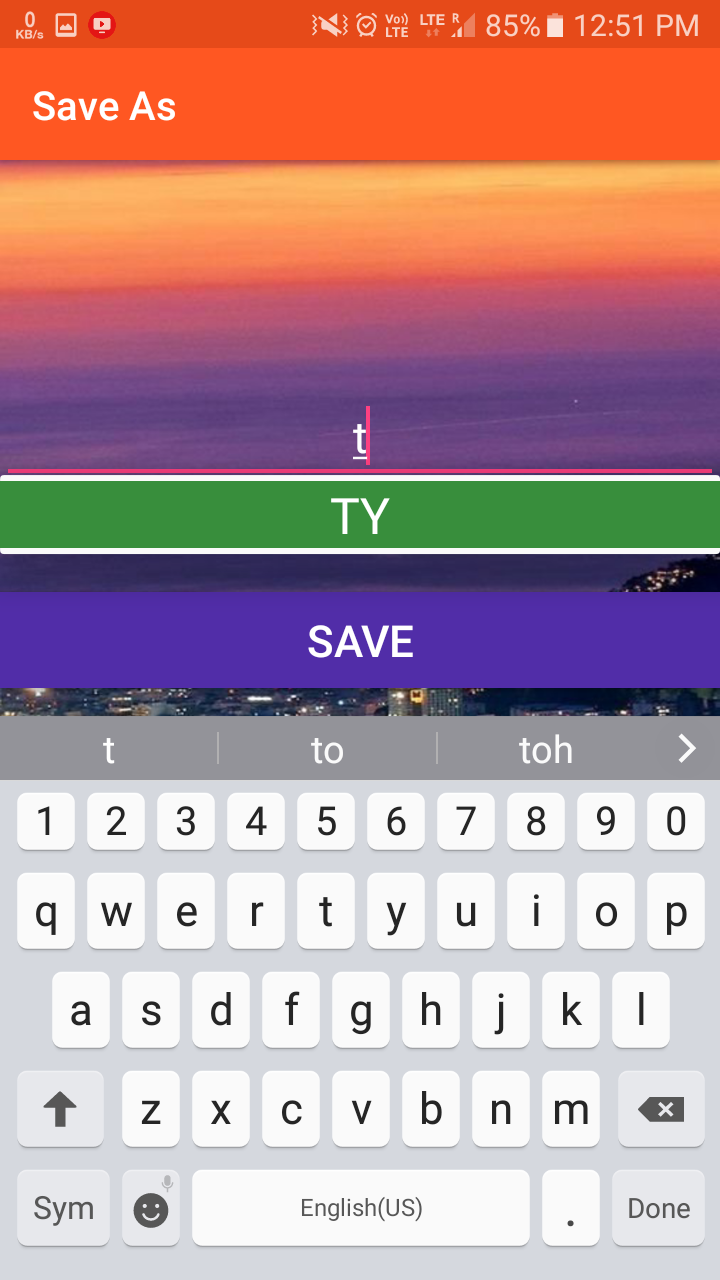 0 KB/s Vo)) LTE LTE R 85% 12:51 PM
Save As
t
TY
SAVE
t to toh
1 2 3 4 5 6 7 8 9 0
q w e r t y u i o p
a s d f g h j k l
z x c v b n m
Sym English(US) . Done